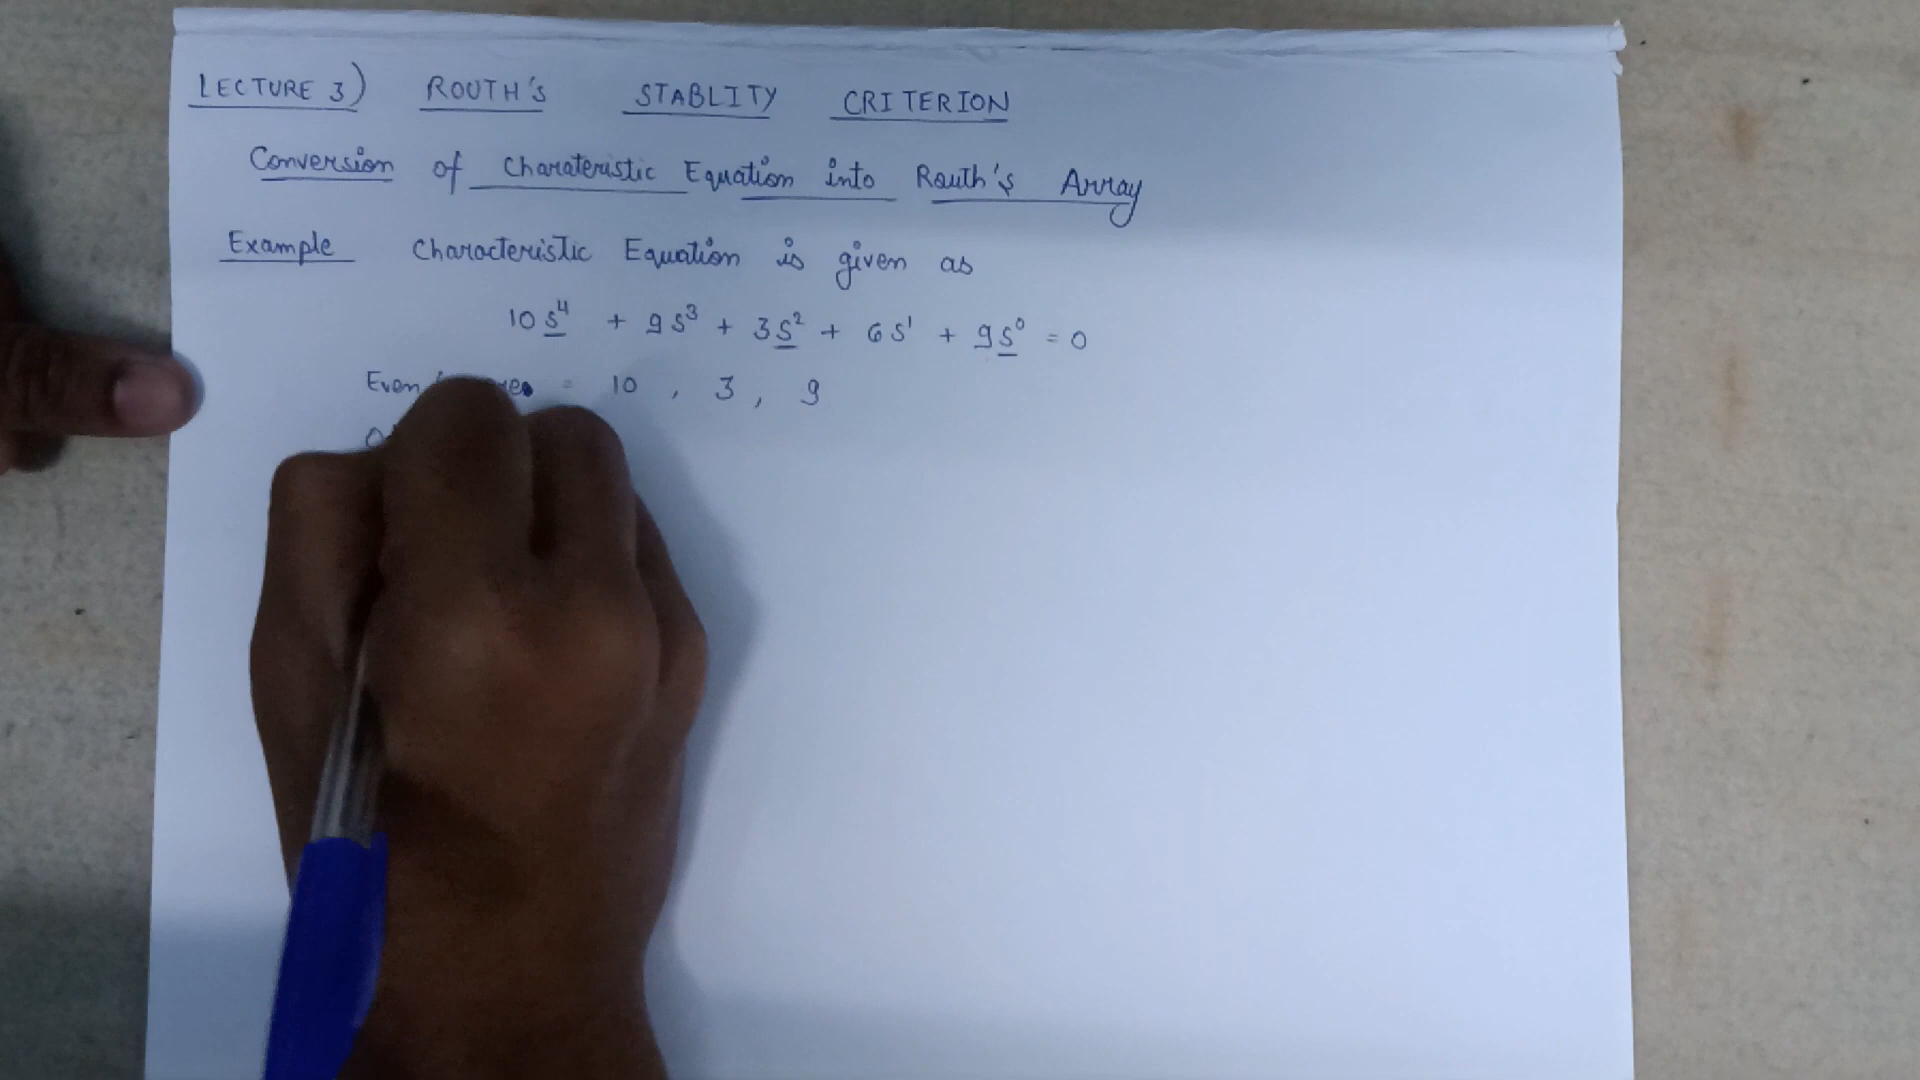 LECTURE 3) ROUTH'S STABLITY CRITERION
Conversion of Charateristic Equation into Routh's Array
Example Characteristic Equation is given as
10 s⁴ + 9 s³ + 3 s² + 6 s¹ + 9 s⁰ = 0
Even = 10 , 3 , 9